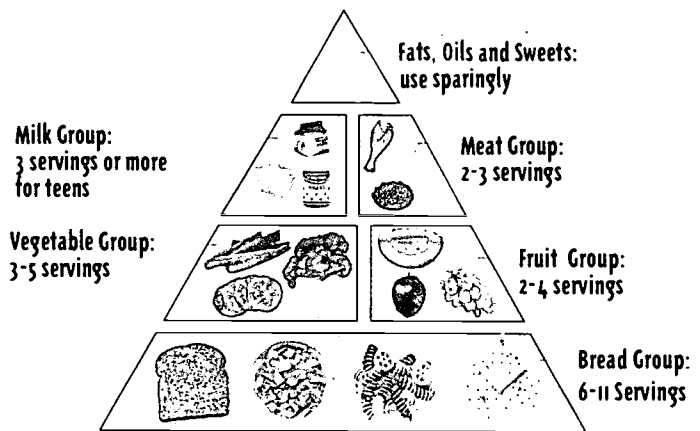 Fats, Oils and Sweets:
use sparingly
Milk Group:
3 servings or more
for teens
Meat Group:
2-3 servings
Vegetable Group:
3-5 servings
Fruit Group:
2-4 servings
Bread Group:
6-11 Servings